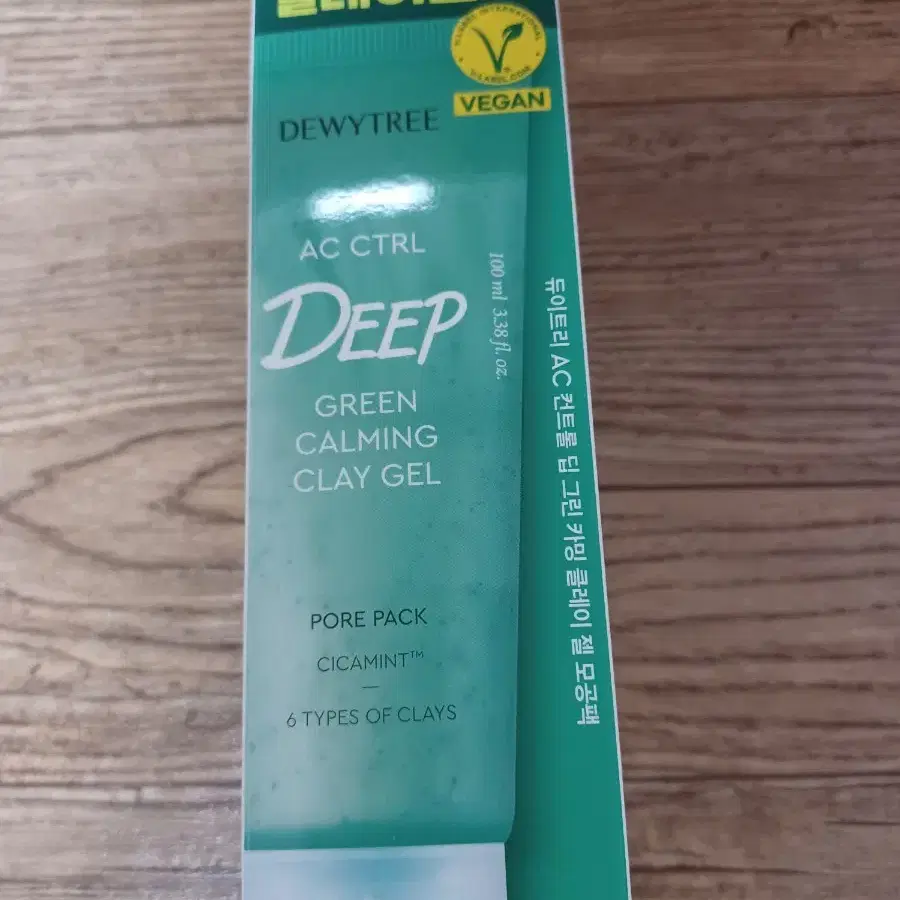 DEWYTREE
VEGAN
AC CTRL
DEEP
GREEN
CALMING
CLAY GEL
100 ml 3.38 fl. oz.
PORE PACK
CICAMINT™
—
6 TYPES OF CLAYS
듀이트리 AC 컨트롤 딥 그린 카밍 클레이 젤 모공팩